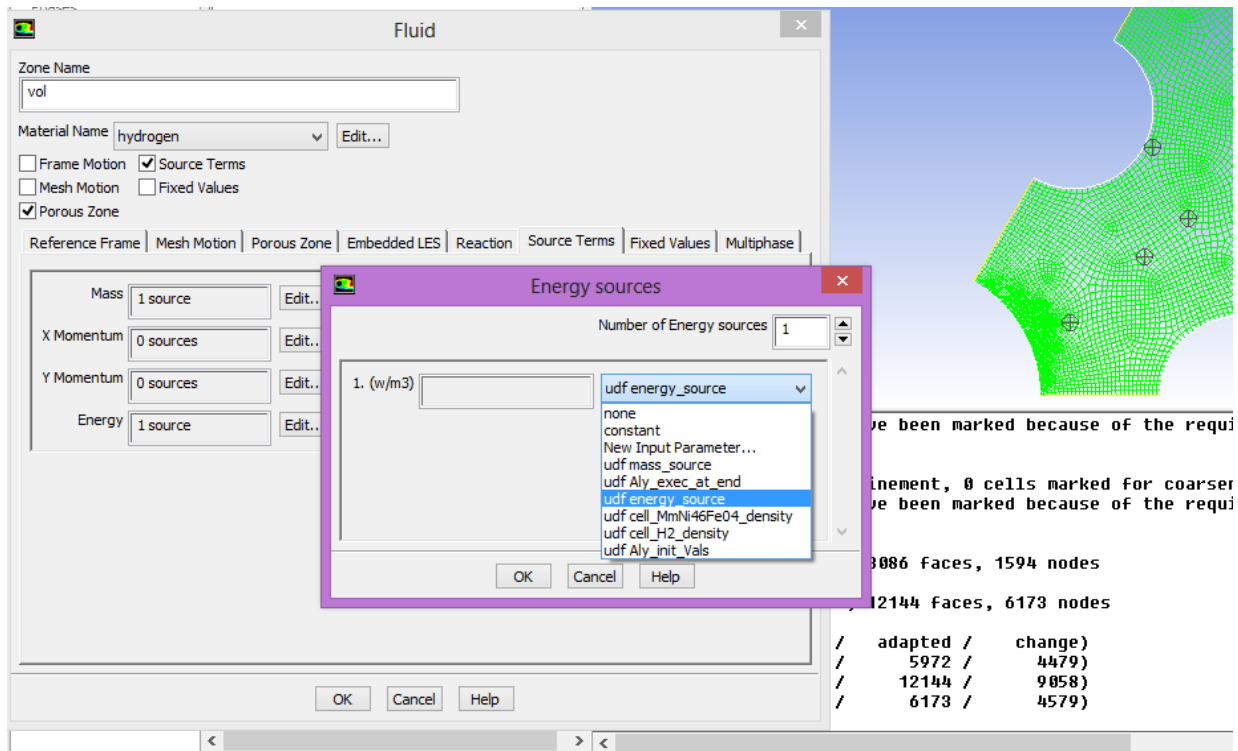 Fluid
Zone Name
vol
Material Name hydrogen Edit...
Frame Motion Source Terms
Mesh Motion Fixed Values
Porous Zone
Reference Frame Mesh Motion Porous Zone Embedded LES Reaction Source Terms Fixed Values Multiphase
Mass 1 source Edit..
X Momentum 0 sources Edit..
Y Momentum 0 sources Edit..
Energy 1 source Edit..
Energy sources
Number of Energy sources 1
1. (w/m3) udf energy_source
none
constant
New Input Parameter...
udf mass_source
udf Aly_exec_at_end
udf energy_source
udf cell_MmNi46Fe04_density
udf cell_H2_density
udf Aly_init_Vals
OK Cancel Help
OK Cancel Help
been marked because of the requi
inement, 0 cells marked for coarsen
been marked because of the requi
3086 faces, 1594 nodes
12144 faces, 6173 nodes
/ adapted / change)
/ 5972 / 4479)
/ 12144 / 9058)
/ 6173 / 4579)